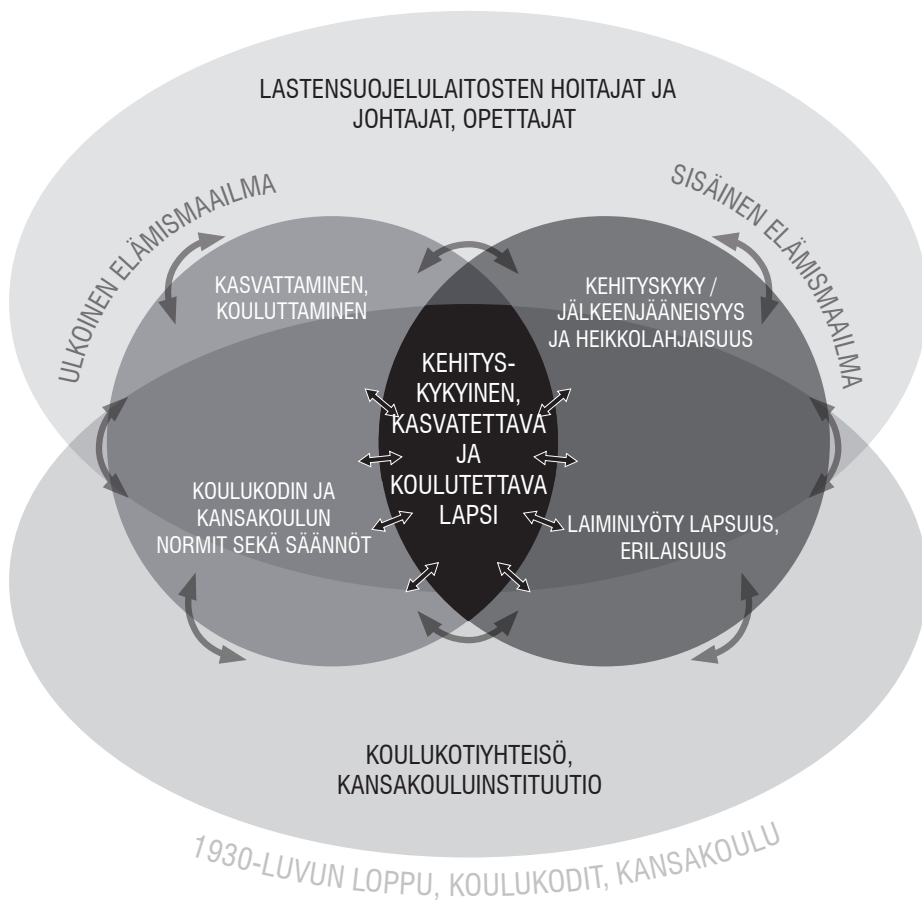 LASTENSUOJELULAITOSTEN HOITAJAT JA
JOHTAJAT, OPETTAJAT
ULKOINEN ELÄMISMAAILMA
SISÄINEN ELÄMISMAAILMA
KASVATTAMINEN,
KOULUTTAMINEN
KEHITYSKYKY /
JÄLKEENJÄÄNEISYYS
JA HEIKKOLAHJAISUUS
KEHITYS-
KYKYINEN,
KASVATETTAVA
JA
KOULUTETTAVA
LAPSI
KOULUKODIN JA
KANSAKOULUN
NORMIT SEKÄ SÄÄNNÖT
LAIMINLYÖTY LAPSUUS,
ERILAISUUS
KOULUKOTIYHTEISÖ,
KANSAKOULUINSTITUUTIO
1930-LUVUN LOPPU, KOULUKODIT, KANSAKOULU